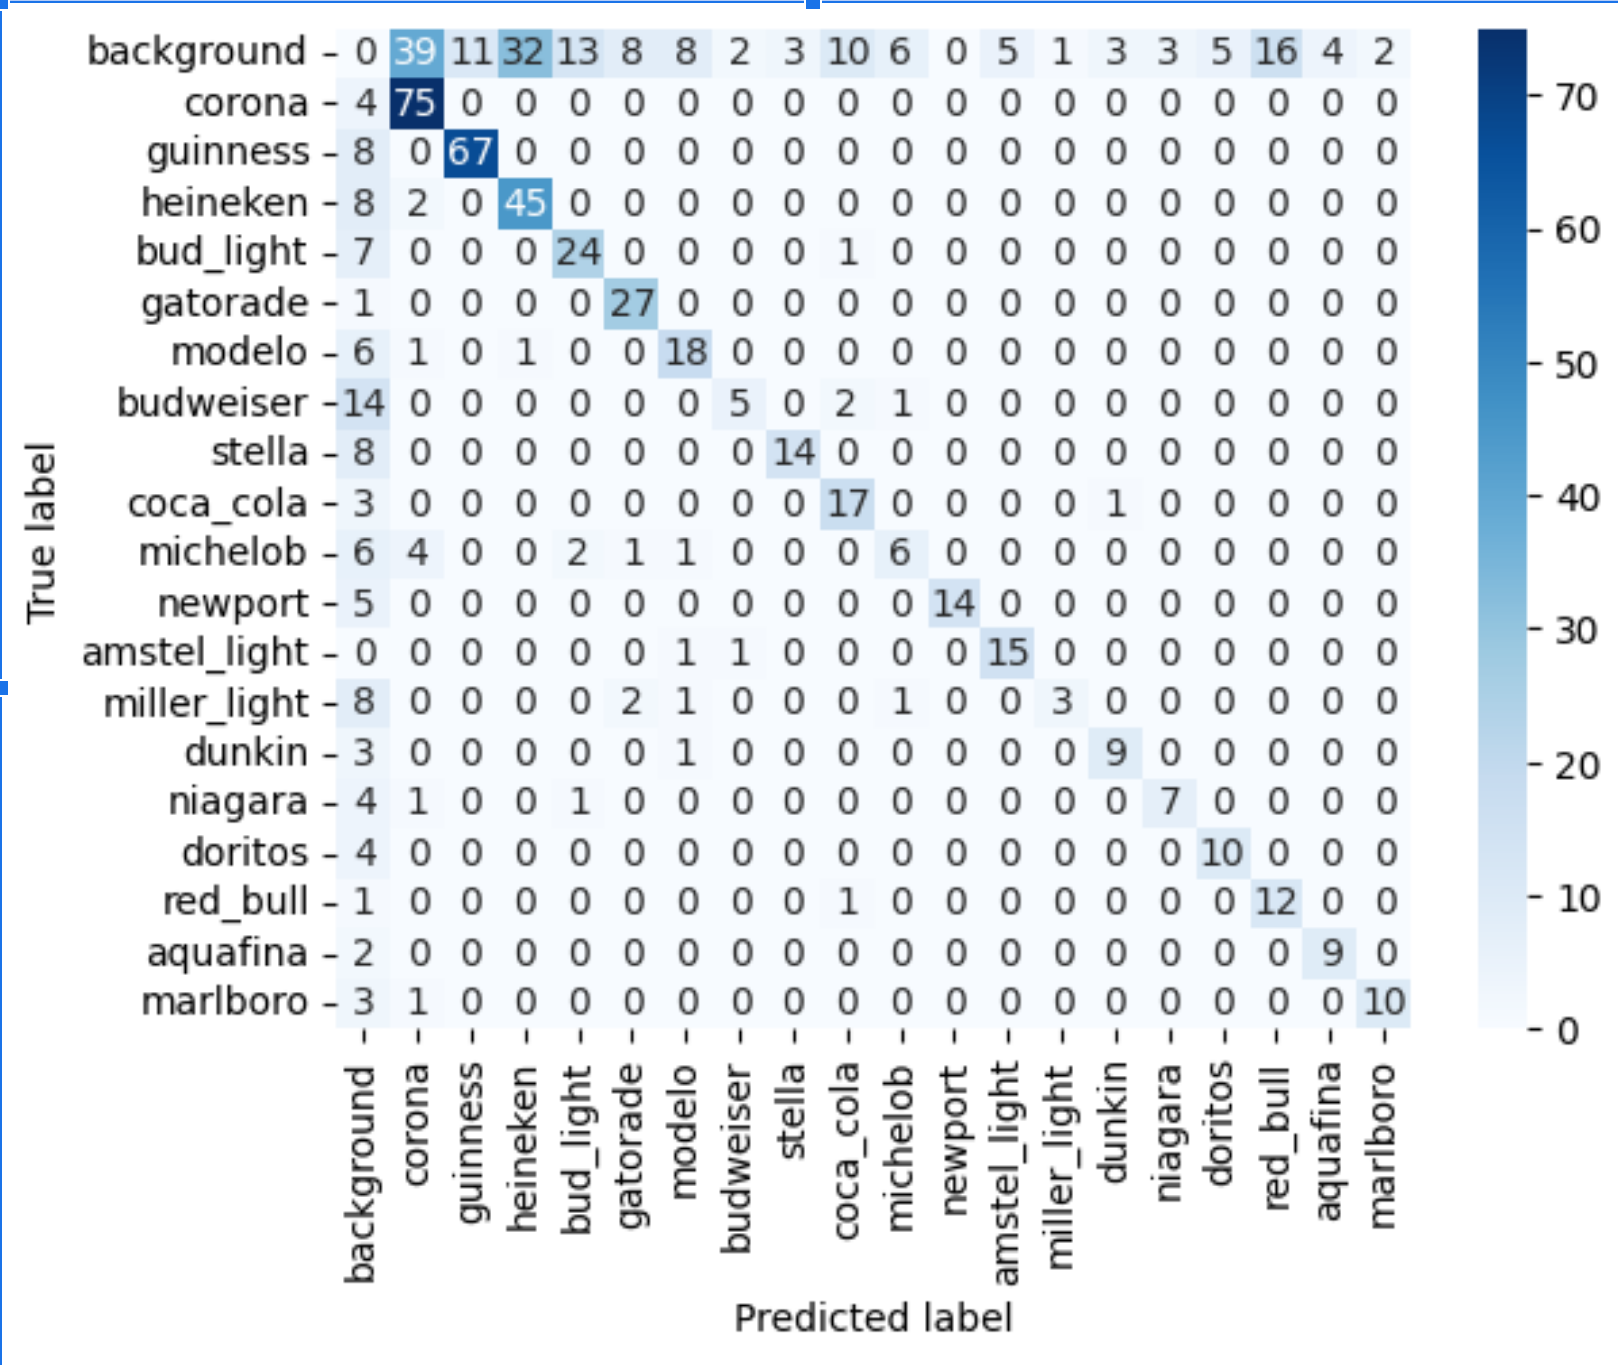 background 0 39 11 32 13 8 8 2 3 10 6 0 5 1 3 3 5 16 4 2
corona 4 75 0 0 0 0 0 0 0 0 0 0 0 0 0 0 0 0 0 0
guinness 8 0 67 0 0 0 0 0 0 0 0 0 0 0 0 0 0 0 0 0
heineken 8 2 0 45 0 0 0 0 0 0 0 0 0 0 0 0 0 0 0 0
bud_light 7 0 0 0 24 0 0 0 0 1 0 0 0 0 0 0 0 0 0 0
gatorade 1 0 0 0 0 27 0 0 0 0 0 0 0 0 0 0 0 0 0 0
modelo 6 1 0 1 0 0 18 0 0 0 0 0 0 0 0 0 0 0 0 0
budweiser 14 0 0 0 0 0 0 5 0 2 1 0 0 0 0 0 0 0 0 0
stella 8 0 0 0 0 0 0 0 14 0 0 0 0 0 0 0 0 0 0 0
coca_cola 3 0 0 0 0 0 0 0 0 17 0 0 0 0 1 0 0 0 0 0
michelob 6 4 0 0 2 1 1 0 0 0 6 0 0 0 0 0 0 0 0 0
newport 5 0 0 0 0 0 0 0 0 0 0 14 0 0 0 0 0 0 0 0
amstel_light 0 0 0 0 0 0 1 1 0 0 0 0 15 0 0 0 0 0 0 0
miller_light 8 0 0 0 0 2 1 0 0 0 1 0 0 3 0 0 0 0 0 0
dunkin 3 0 0 0 0 0 1 0 0 0 0 0 0 0 9 0 0 0 0 0
niagara 4 1 0 0 1 0 0 0 0 0 0 0 0 0 0 7 0 0 0 0
doritos 4 0 0 0 0 0 0 0 0 0 0 0 0 0 0 0 10 0 0 0
red_bull 1 0 0 0 0 0 0 0 0 1 0 0 0 0 0 0 0 12 0 0
aquafina 2 0 0 0 0 0 0 0 0 0 0 0 0 0 0 0 0 0 9 0
marlboro 3 1 0 0 0 0 0 0 0 0 0 0 0 0 0 0 0 0 0 10
True label
background
corona
guinness
heineken
bud_light
gatorade
modelo
budweiser
stella
coca_cola
michelob
newport
amstel_light
miller_light
dunkin
niagara
doritos
red_bull
aquafina
marlboro
Predicted label
70
60
50
40
30
20
10
0